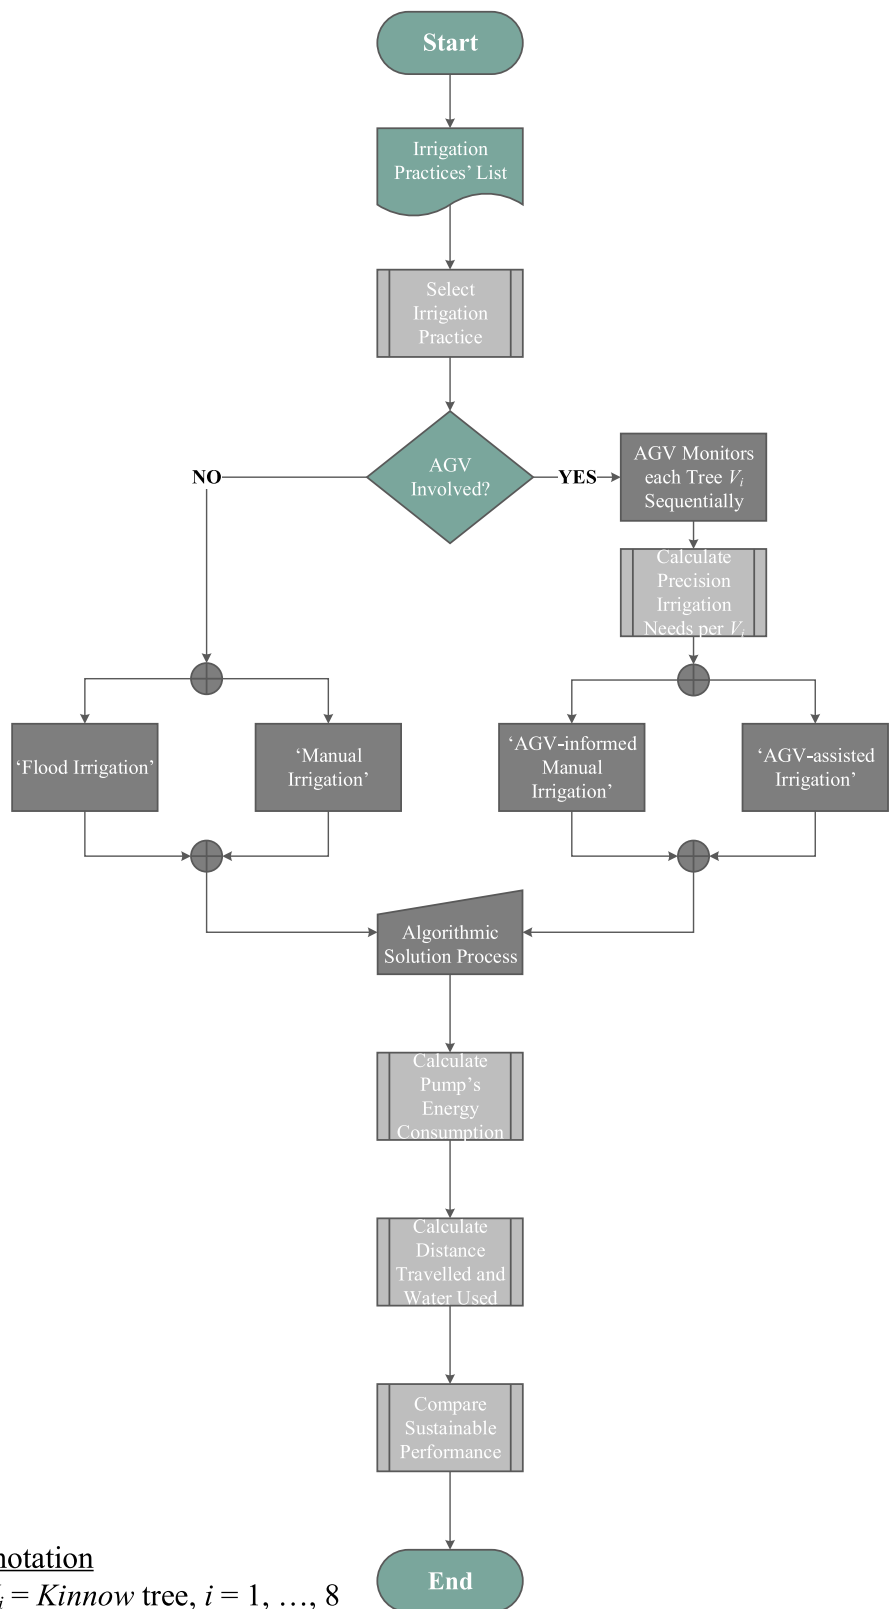 Start
Irrigation
Practices’ List
Select
Irrigation
Practice
AGV
Involved?
NO
YES
AGV Monitors
each Tree Vi
Sequentially
Calculate
Precision
Irrigation
Needs per Vi
‘Flood Irrigation’
‘Manual
Irrigation’
‘AGV-informed
Manual
Irrigation’
‘AGV-assisted
Irrigation’
Algorithmic
Solution Process
Calculate
Pump’s
Energy
Consumption
Calculate
Distance
Travelled and
Water Used
Compare
Sustainable
Performance
End
notation
i = Kinnow tree, i = 1, …, 8